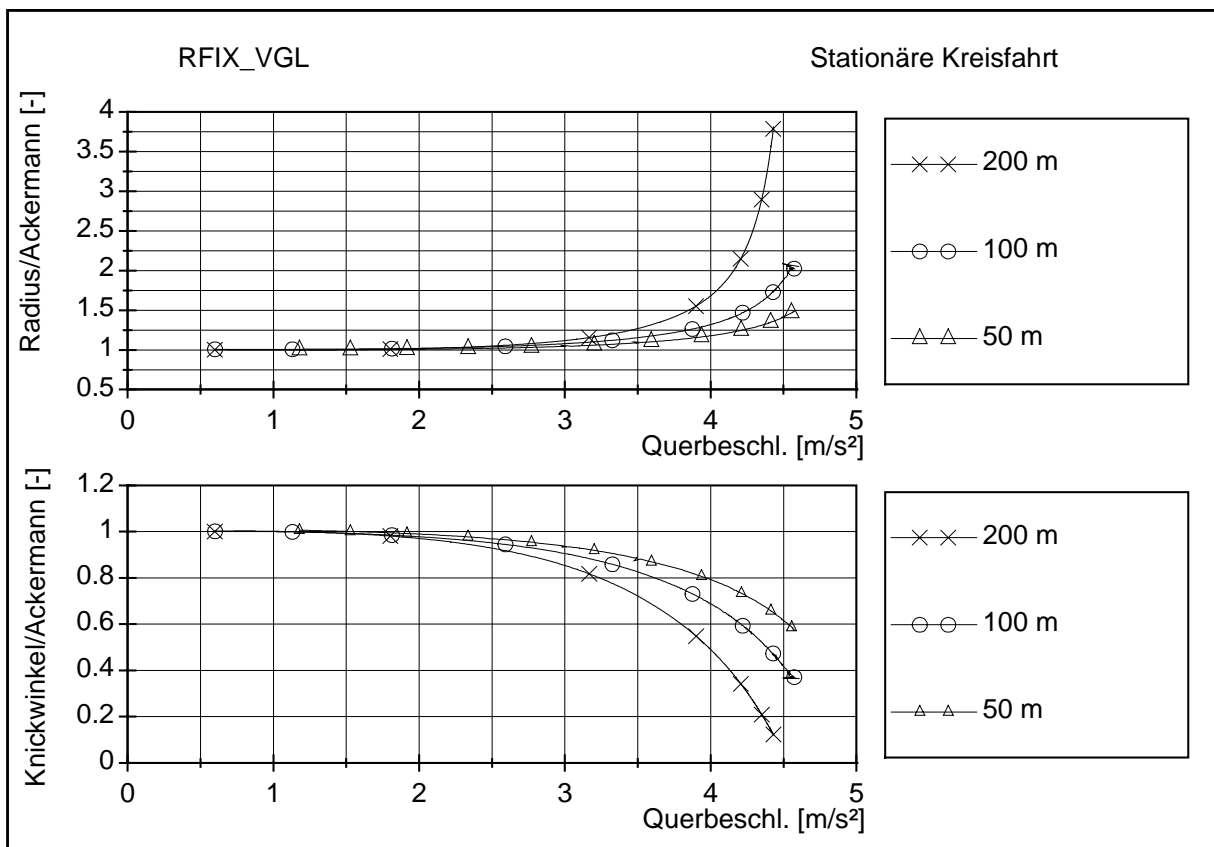 RFIX_VGL
Stationäre Kreisfahrt
Radius/Ackermann [-]
4
3.5
3
2.5
2
1.5
1
0.5
0 1 2 3 4 5
Querbeschl. [m/s²]
200 m
100 m
50 m
Knickwinkel/Ackermann [-]
1.2
1
0.8
0.6
0.4
0.2
0
0 1 2 3 4 5
Querbeschl. [m/s²]
200 m
100 m
50 m